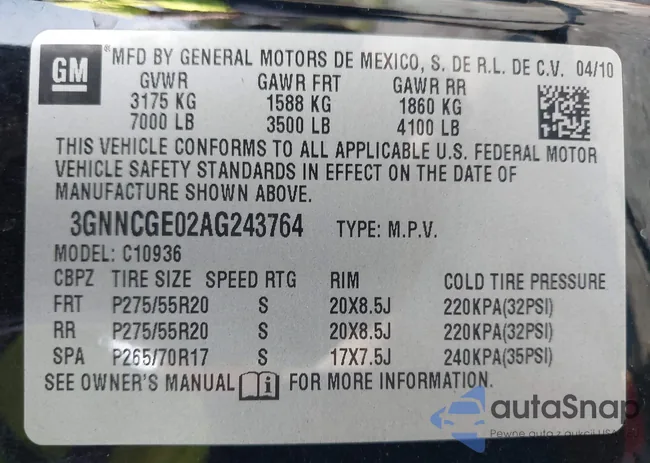 GM
MFD BY GENERAL MOTORS DE MEXICO, S. DE R.L. DE C.V. 04/10
GVWR GAWR FRT GAWR RR
3175 KG 1588 KG 1860 KG
7000 LB 3500 LB 4100 LB
THIS VEHICLE CONFORMS TO ALL APPLICABLE U.S. FEDERAL MOTOR
VEHICLE SAFETY STANDARDS IN EFFECT ON THE DATE OF
MANUFACTURE SHOWN ABOVE.
3GNNCGE02AG243764 TYPE: M.P.V.
MODEL: C10936
CBPZ TIRE SIZE SPEED RTG RIM COLD TIRE PRESSURE
FRT P275/55R20 S 20X8.5J 220KPA(32PSI)
RR P275/55R20 S 20X8.5J 220KPA(32PSI)
SPA P265/70R17 S 17X7.5J 240KPA(35PSI)
SEE OWNER'S MANUAL FOR MORE INFORMATION.
autaSnap
Pewne auta z aukcji USA